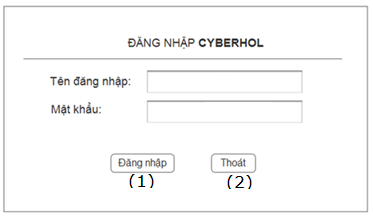 ĐĂNG NHẬP CYBERHOL
Tên đăng nhập:
Mật khẩu:
Đăng nhập Thoát
(1) (2)